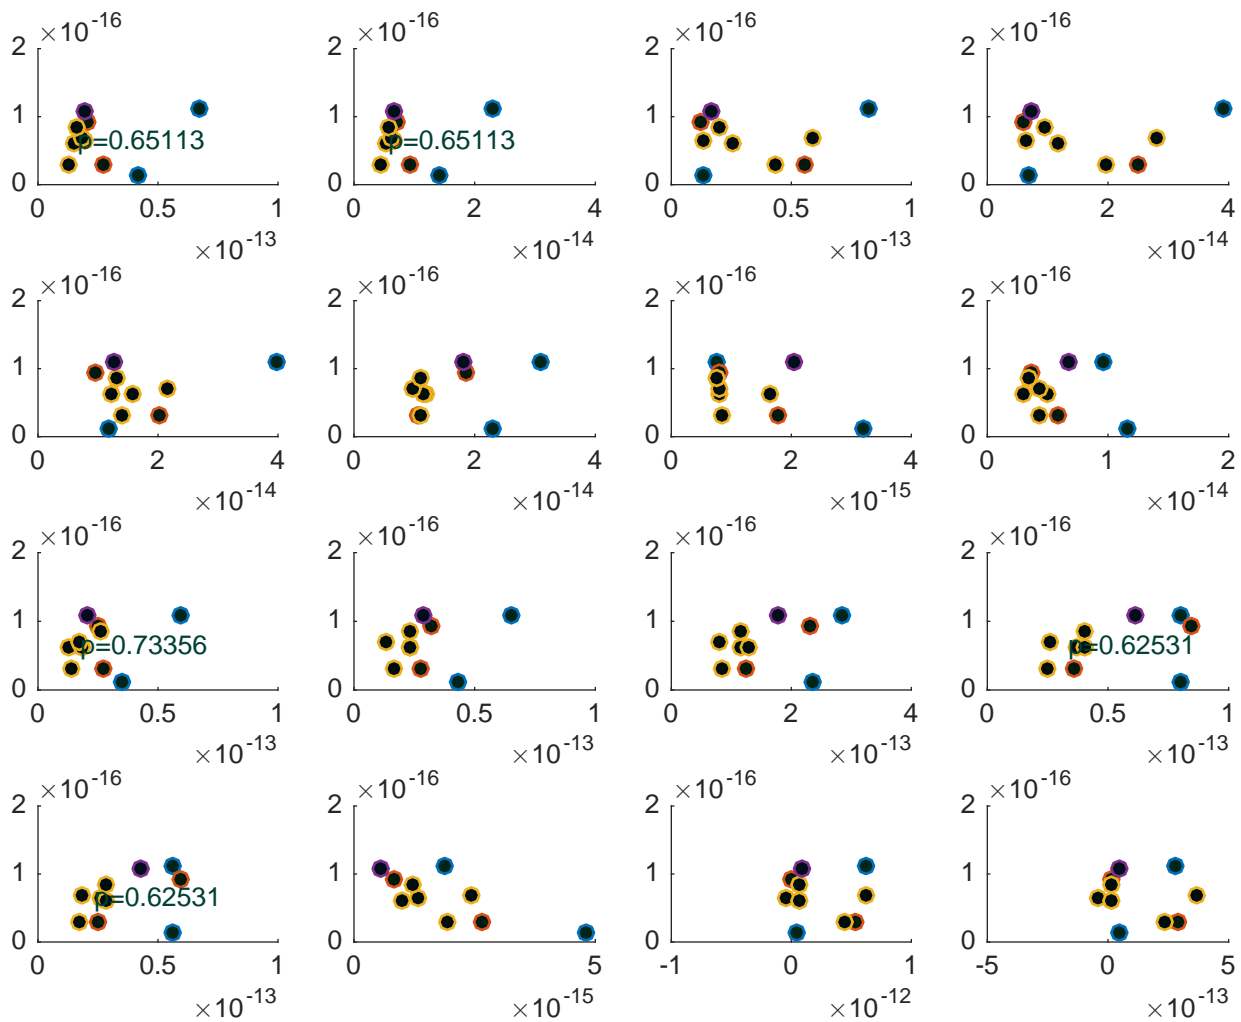 ×10-16 ×10-16 ×10-16 ×10-16
2 2 2 2
1 1 1 1
p=0.65113 p=0.65113
0 0 0 0
0 0.5 1 0 2 4 0 0.5 1 0 2 4
×10-13 ×10-14 ×10-13 ×10-14
×10-16 ×10-16 ×10-16 ×10-16
2 2 2 2
1 1 1 1
0 0 0 0
0 2 4 0 2 4 0 2 4 0 1 2
×10-14 ×10-14 ×10-15 ×10-14
×10-16 ×10-16 ×10-16 ×10-16
2 2 2 2
1 1 1 1
p=0.73356 p=0.62531
0 0 0 0
0 0.5 1 0 0.5 1 0 2 4 0 0.5 1
×10-13 ×10-13 ×10-13 ×10-13
×10-16 ×10-16 ×10-16 ×10-16
2 2 2 2
1 1 1 1
p=0.62531
0 0 0 0
0 0.5 1 0 5 -1 0 1 -5 0 5
×10-13 ×10-15 ×10-12 ×10-13